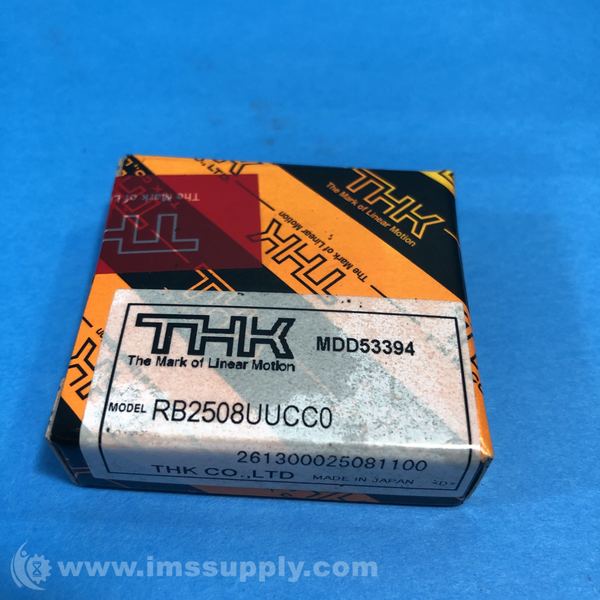 The Mark of Linear Motion
THK
The Mark of Linear Motion
THK
THK
The Mark of Linear Motion
MDD53394
MODEL RB2508UUCC0
261300025081100
THK CO.,LTD MADE IN JAPAN <D>
www.imssupply.com